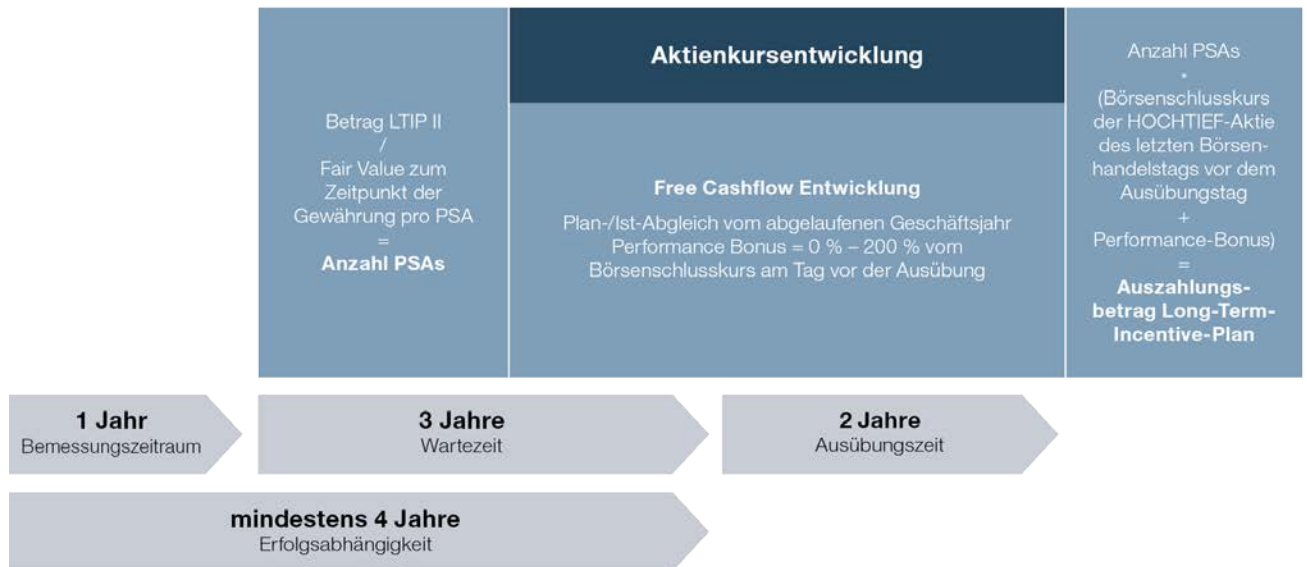 Betrag LTIP II
/
Fair Value zum
Zeitpunkt der
Gewährung pro PSA
=
Anzahl PSAs
Aktienkursentwicklung
Free Cashflow Entwicklung
Plan-/Ist-Abgleich vom abgelaufenen Geschäftsjahr
Performance Bonus = 0 % – 200 % vom
Börsenschlusskurs am Tag vor der Ausübung
Anzahl PSAs
*
(Börsenschlusskurs
der HOCHTIEF-Aktie
des letzten Börsen-
handelstags vor dem
Ausübungstag
+
Performance-Bonus)
=
Auszahlungs-
betrag Long-Term-
Incentive-Plan
1 Jahr
Bemessungszeitraum
3 Jahre
Wartezeit
2 Jahre
Ausübungszeit
mindestens 4 Jahre
Erfolgsabhängigkeit